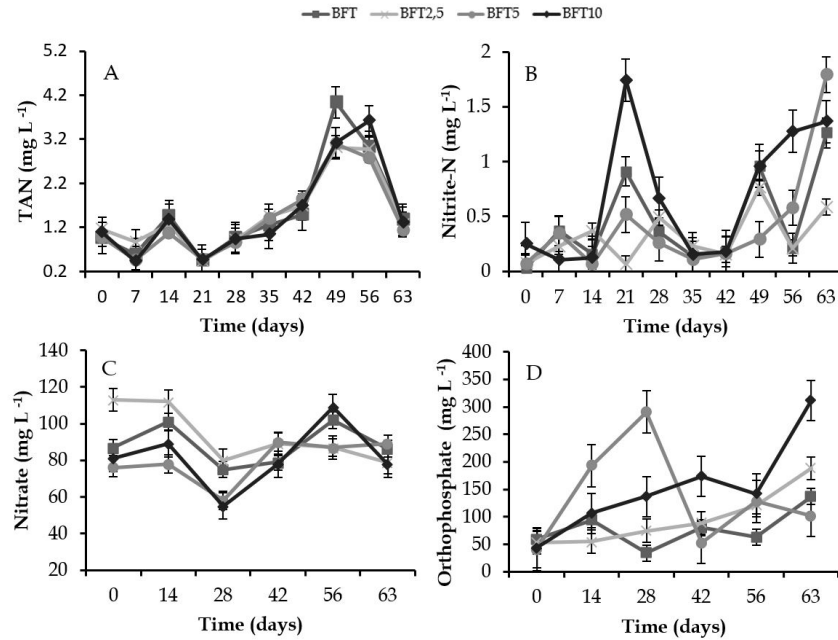 BFT BFT2,5 BFT5 BFT10
A
TAN (mg L -1)
5.2
4.2
3.2
2.2
1.2
0.2
0 7 14 21 28 35 42 49 56 63
Time (days)
B
Nitrite-N (mg L -1)
2
1.5
1
0.5
0
0 7 14 21 28 35 42 49 56 63
Time (days)
C
Nitrate (mg L -1)
140
120
100
80
60
40
20
0 14 28 42 56 63
Time (days)
D
Orthophosphate (mg L -1)
400
350
300
250
200
150
100
50
0
0 14 28 42 56 63
Time (days)